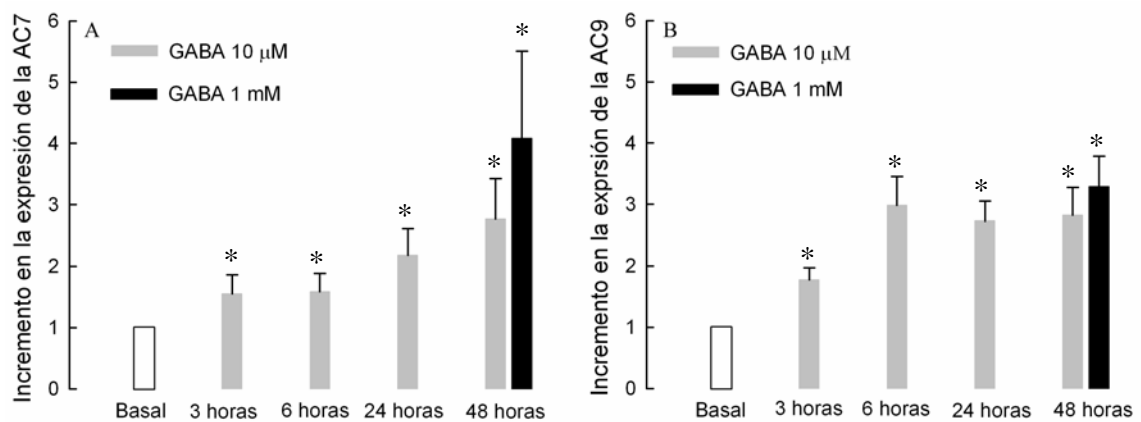 Incremento en la expresión de la AC7
6
5
4
3
2
1
0
A
GABA 10 μM
GABA 1 mM
*
*
*
*
*
Basal
3 horas
6 horas
24 horas
48 horas
Incremento en la exprsión de la AC9
6
5
4
3
2
1
0
B
GABA 10 μM
GABA 1 mM
*
*
*
*
*
Basal
3 horas
6 horas
24 horas
48 horas